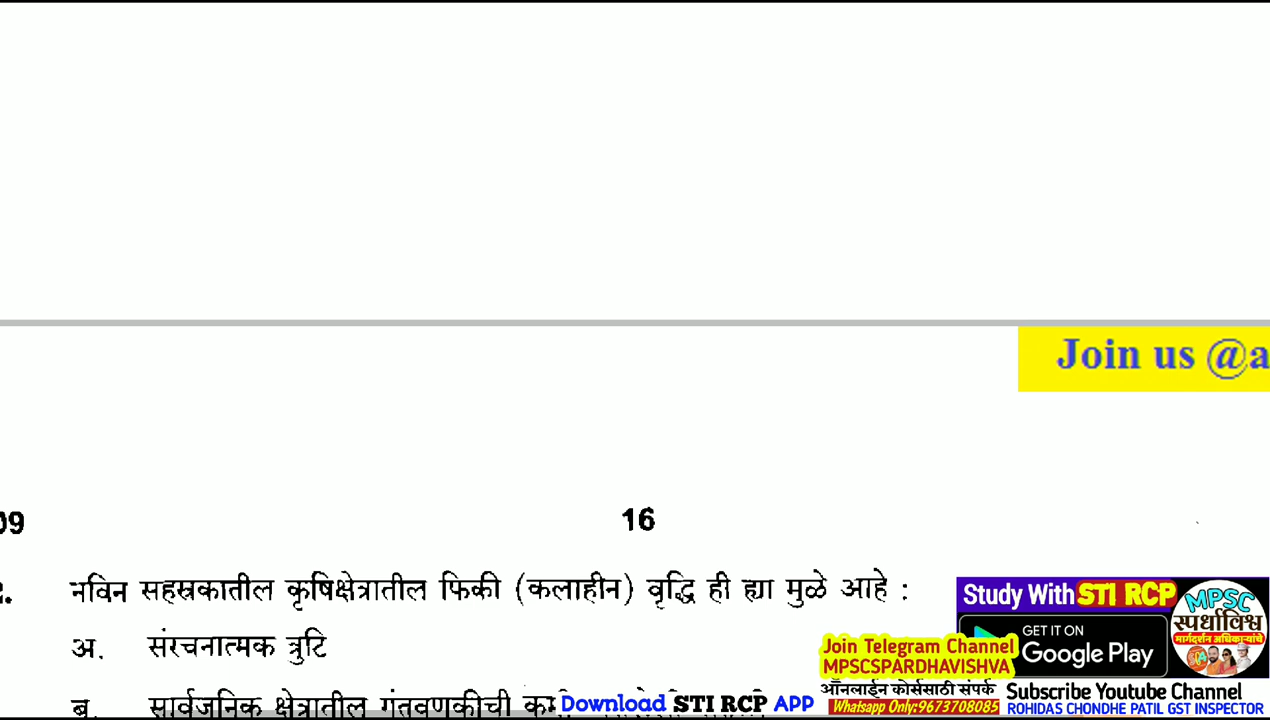 Join us @a
09
16
2. नविन सहस्रकातील कृषिक्षेत्रातील फिकी (कलाहीन) वृद्धि ही ह्या मुळे आहे :
अ. संरचनात्मक त्रुटि
ब. सार्वजनिक क्षेत्रातील गुंतवणकीची
Download STI RCP APP
Join Telegram Channel
MPSCSPARDHAVISHVA
ऑनलाईन कोर्ससाठी संपर्क
Whatsapp Only:9673708085
Study With STI RCP
GET IT ON
Google Play
MPSC
स्पर्धाविश्व
मार्गदर्शन अधिकाऱ्यांचे
Subscribe Youtube Channel
ROHIDAS CHONDHE PATIL GST INSPECTOR